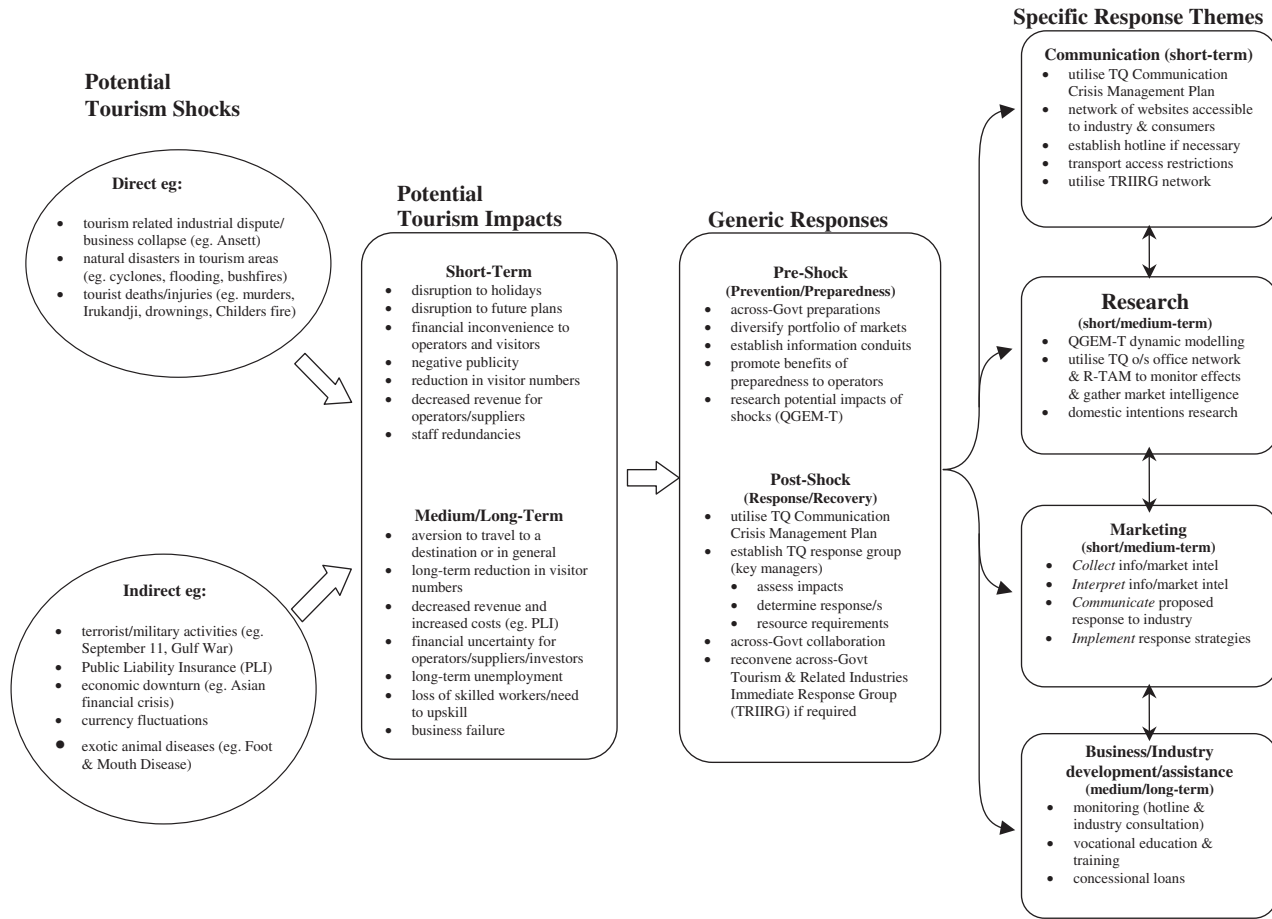 Potential
Tourism Shocks
Direct eg:
• tourism related industrial dispute/
business collapse (eg. Ansett)
• natural disasters in tourism areas
(eg. cyclones, flooding, bushfires)
• tourist deaths/injuries (eg. murders,
Irukandji, drownings, Childers fire)
Indirect eg:
• terrorist/military activities (eg.
September 11, Gulf War)
• Public Liability Insurance (PLI)
• economic downturn (eg. Asian
financial crisis)
• currency fluctuations
• exotic animal diseases (eg. Foot
& Mouth Disease)
Potential
Tourism Impacts
Short-Term
• disruption to holidays
• disruption to future plans
• financial inconvenience to
operators and visitors
• negative publicity
• reduction in visitor numbers
• decreased revenue for
operators/suppliers
• staff redundancies
Medium/Long-Term
• aversion to travel to a
destination or in general
• long-term reduction in visitor
numbers
• decreased revenue and
increased costs (eg. PLI)
• financial uncertainty for
operators/suppliers/investors
• long-term unemployment
• loss of skilled workers/need
to upskill
• business failure
Generic Responses
Pre-Shock
(Prevention/Preparedness)
• across-Govt preparations
• diversify portfolio of markets
• establish information conduits
• promote benefits of
preparedness to operators
• research potential impacts of
shocks (QGEM-T)
Post-Shock
(Response/Recovery)
• utilise TQ Communication
Crisis Management Plan
• establish TQ response group
(key managers)
• assess impacts
• determine response/s
• resource requirements
• across-Govt collaboration
• reconvene across-Govt
Tourism & Related Industries
Immediate Response Group
(TRIIRG) if required
Specific Response Themes
Communication (short-term)
• utilise TQ Communication
Crisis Management Plan
• network of websites accessible
to industry & consumers
• establish hotline if necessary
• transport access restrictions
• utilise TRIIRG network
Research
(short/medium-term)
• QGEM-T dynamic modelling
• utilise TQ o/s office network
& R-TAM to monitor effects
& gather market intelligence
• domestic intentions research
Marketing
(short/medium-term)
• Collect info/market intel
• Interpret info/market intel
• Communicate proposed
response to industry
• Implement response strategies
Business/Industry
development/assistance
(medium/long-term)
• monitoring (hotline &
industry consultation)
• vocational education &
training
• concessional loans